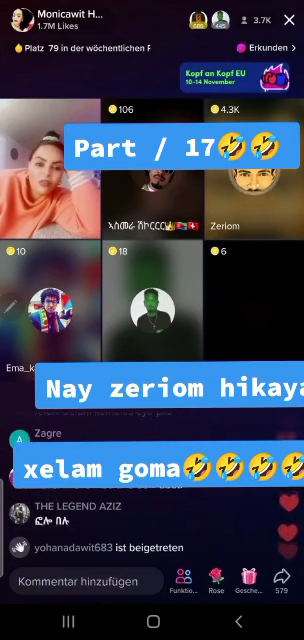 Monicawit H...
1.7M Likes
686
445
3.7K
Platz 79 in der wöchentlichen F
Erkunden >
Kopf an Kopf EU
10-14 November
106
4.3K
Part / 17🤣🤣
Zeriom
10
18
6
Ema_k
Nay zeriom hikaya
Zagre
A
xelam goma🤣🤣🤣🤣
THE LEGEND AZIZ
ፎሎ በሉ
yohanadawit683 ist beigetreten
Kommentar hinzufügen
Funktio...
Rose
Gesche...
579